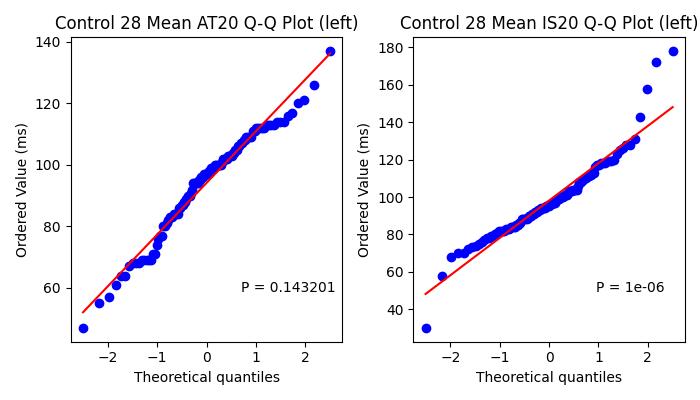 Control 28 Mean AT20 Q-Q Plot (left)
Control 28 Mean IS20 Q-Q Plot (left)
Ordered Value (ms)
140
120
100
80
60
P = 0.143201
−2
−1
0
1
2
Theoretical quantiles
Ordered Value (ms)
180
160
140
120
100
80
60
40
P = 1e-06
−2
−1
0
1
2
Theoretical quantiles